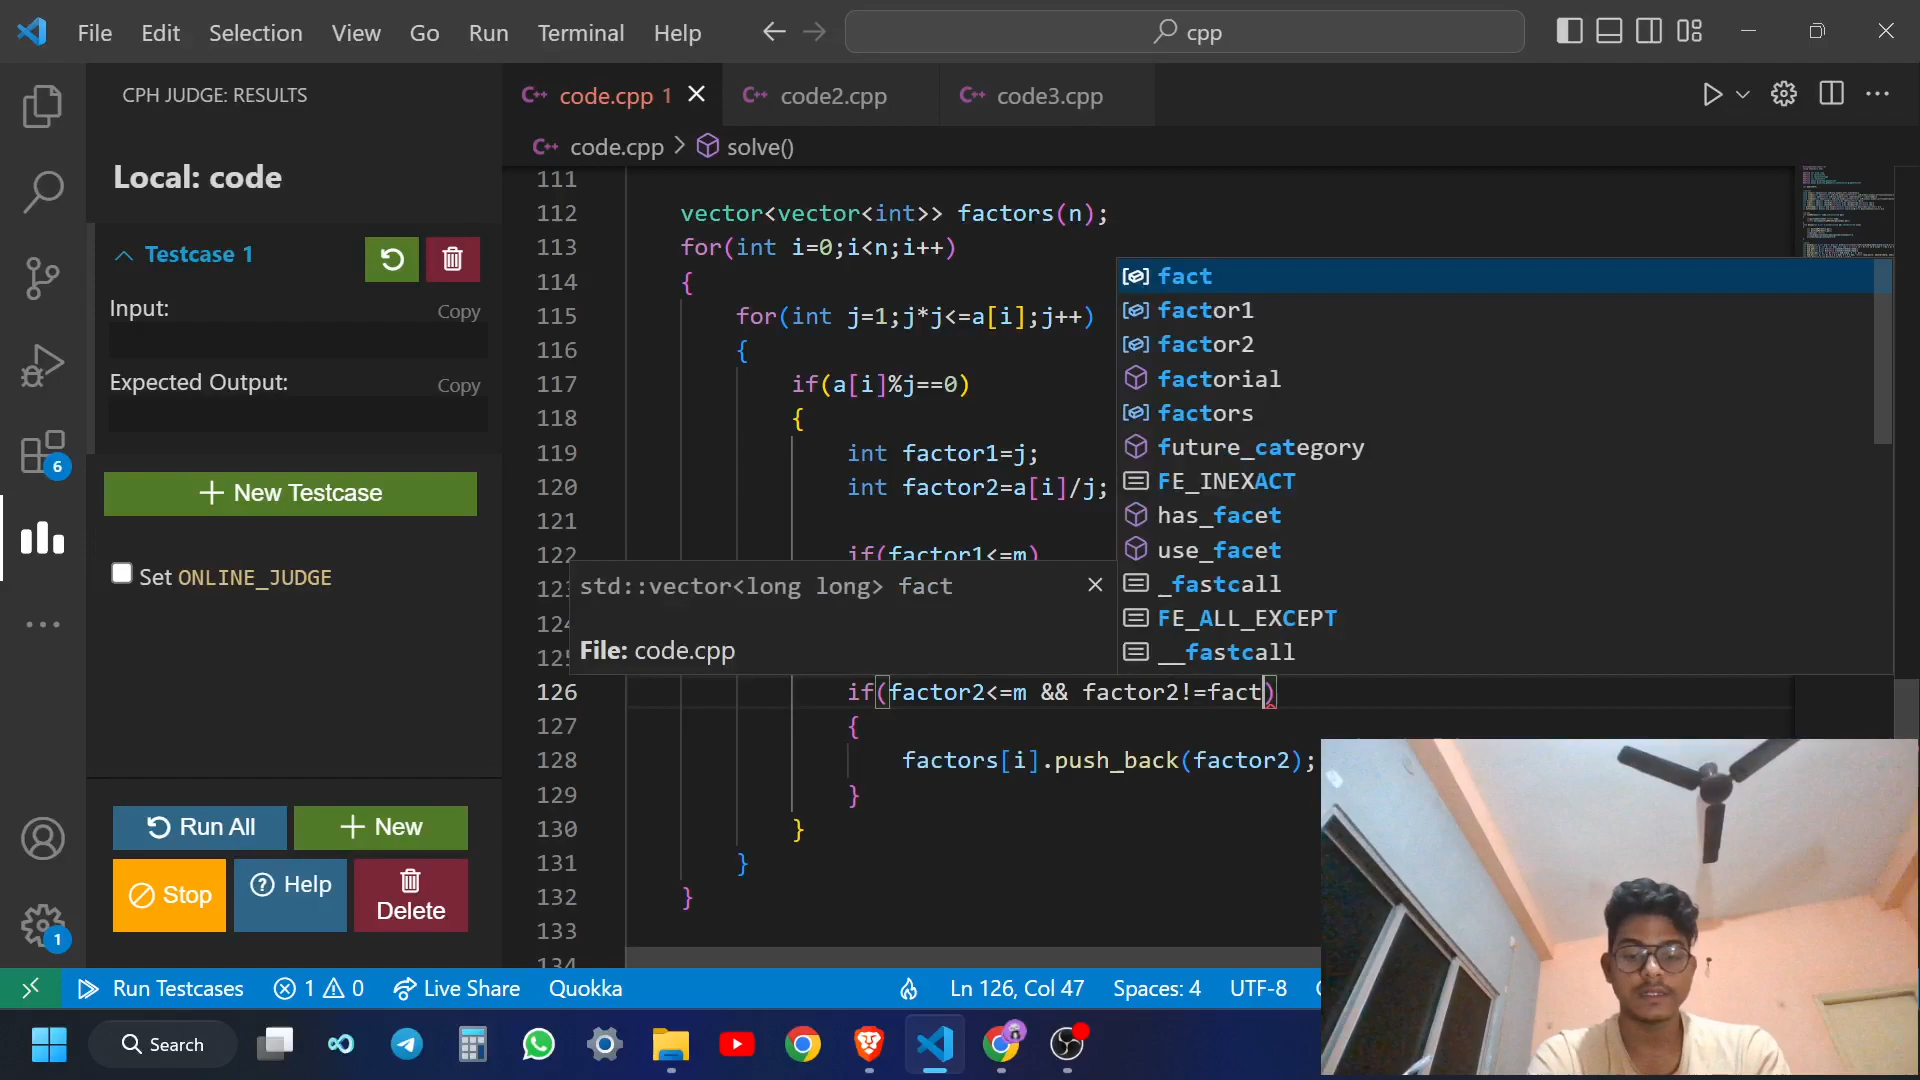 File Edit Selection View Go Run Terminal Help
cpp
CPH JUDGE: RESULTS
Local: code
Testcase 1
Input:
Copy
Expected Output:
Copy
New Testcase
Set ONLINE_JUDGE
Run All
New
Stop
Help
Delete
6
1
C++ code.cpp 1
C++ code2.cpp
C++ code3.cpp
C++ code.cpp > solve()
111
112 vector<vector<int>> factors(n);
113 for(int i=0;i<n;i++)
114 {
115 for(int j=1;j*j<=a[i];j++)
116 {
117 if(a[i]%j==0)
118 {
119 int factor1=j;
120 int factor2=a[i]/j;
121
122 if(factor1<=m)
126 if(factor2<=m && factor2!=fact)
127 {
128 factors[i].push_back(factor2);
129 }
130 }
131 }
132 }
133
134
std::vector<long long> fact
File: code.cpp
fact
factor1
factor2
factorial
factors
future_category
FE_INEXACT
has_facet
use_facet
_fastcall
FE_ALL_EXCEPT
__fastcall
Run Testcases 1 0 Live Share Quokka Ln 126, Col 47 Spaces: 4 UTF-8
Search